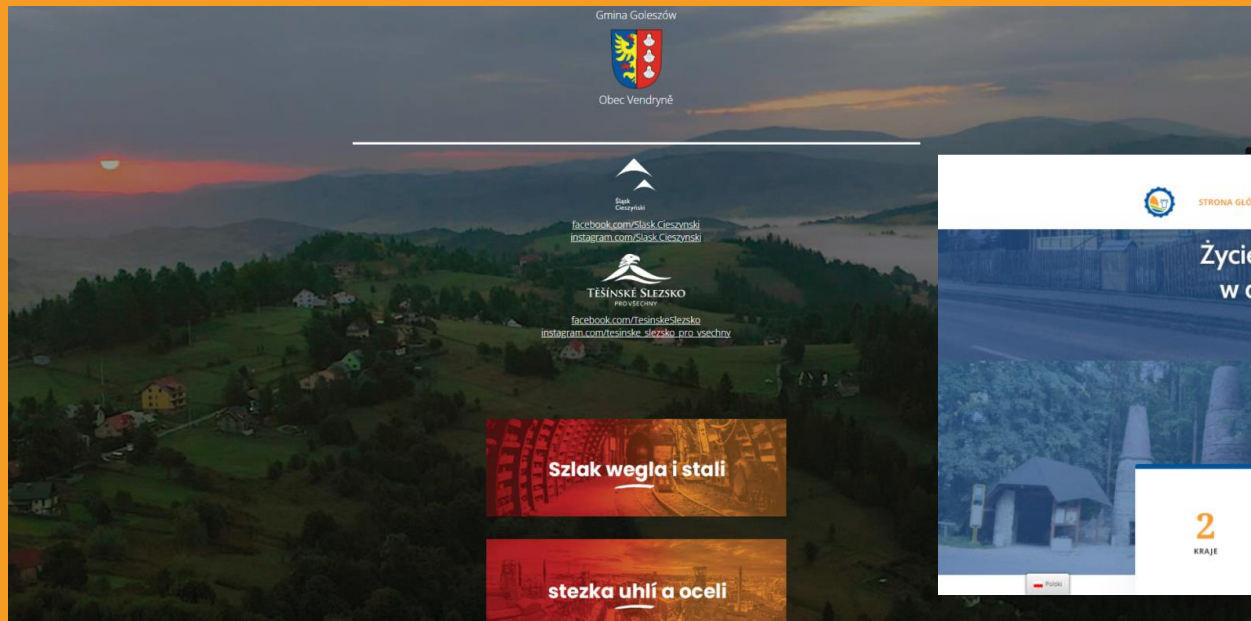 Gmina Goleszów
Obec Vendryně
Śląsk
Cieszyński
facebook.com/Slask.Cieszynski
instagram.com/Slask.Cieszynski
TĚŠÍNSKÉ SLEZSKO
PRO VŠECHNY
facebook.com/TesinskeSlezsko
instagram.com/tesinske_slezsko_pro_vsechny
Szlak wegla i stali
stezka uhlí a oceli
STRONA GŁÓ
Życie
w c
2
KRAJE
Polski